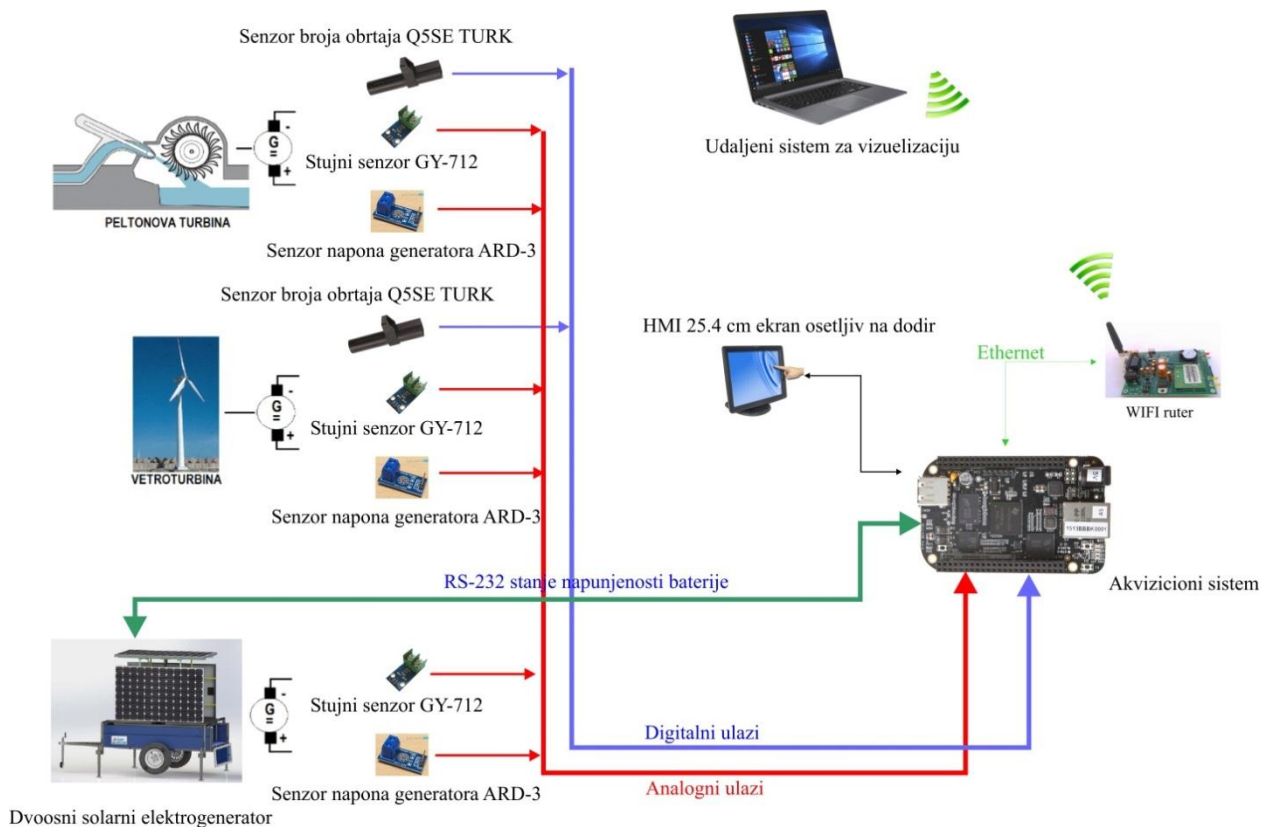 Senzor broja obrtaja Q5SE TURK
Stujni senzor GY-712
G
=
-
+
PELTONOVA TURBINA
Senzor napona generatora ARD-3
Udaljeni sistem za vizuelizaciju
Senzor broja obrtaja Q5SE TURK
HMI 25.4 cm ekran osetljiv na dodir
Ethernet
WIFI ruter
G
=
-
+
Stujni senzor GY-712
VETROTURBINA
Senzor napona generatora ARD-3
RS-232 stanje napunjenosti baterije
Akvizicioni sistem
G
=
-
+
Stujni senzor GY-712
Digitalni ulazi
Analogni ulazi
Senzor napona generatora ARD-3
Dvoosni solarni elektrogenerator